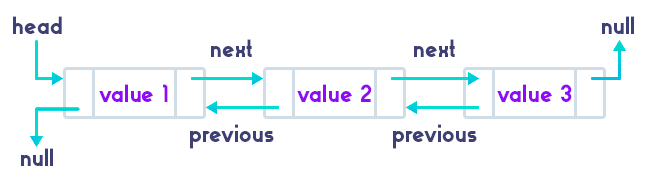 head
null
next
next
value 1
value 2
value 3
previous
previous
null